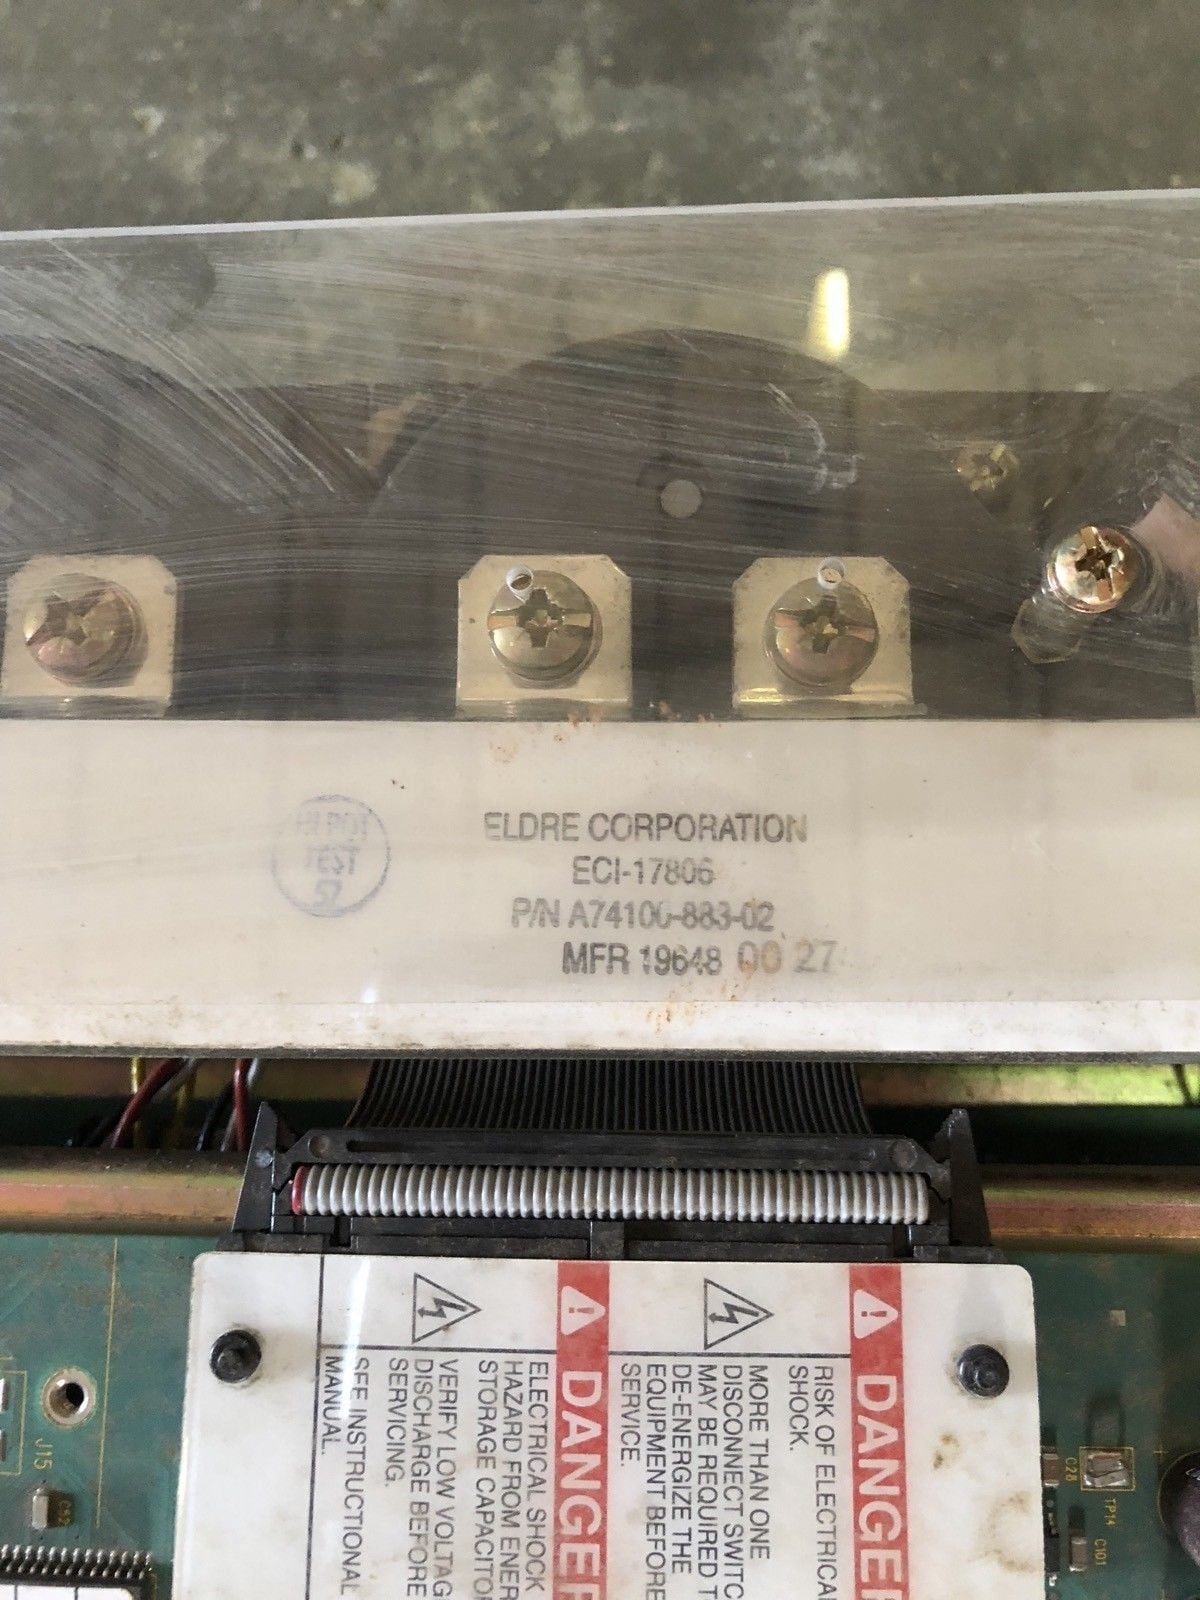 HI POT
TEST
52
ELDRE CORPORATION
ECI-17806
P/N A74100-883-02
MFR 19648 00 27
DANGER
RISK OF ELECTRICAL
SHOCK.
MORE THAN ONE
DISCONNECT SWITC
MAY BE REQUIRED T
DE-ENERGIZE THE
EQUIPMENT BEFORE
SERVICE.
DANGER
ELECTRICAL SHOCK
HAZARD FROM ENER
STORAGE CAPACITOR
VERIFY LOW VOLTAG
DISCHARGE BEFORE
SERVICING.
SEE INSTRUCTIONAL
MANUAL.
J15
C28
TP14
C101